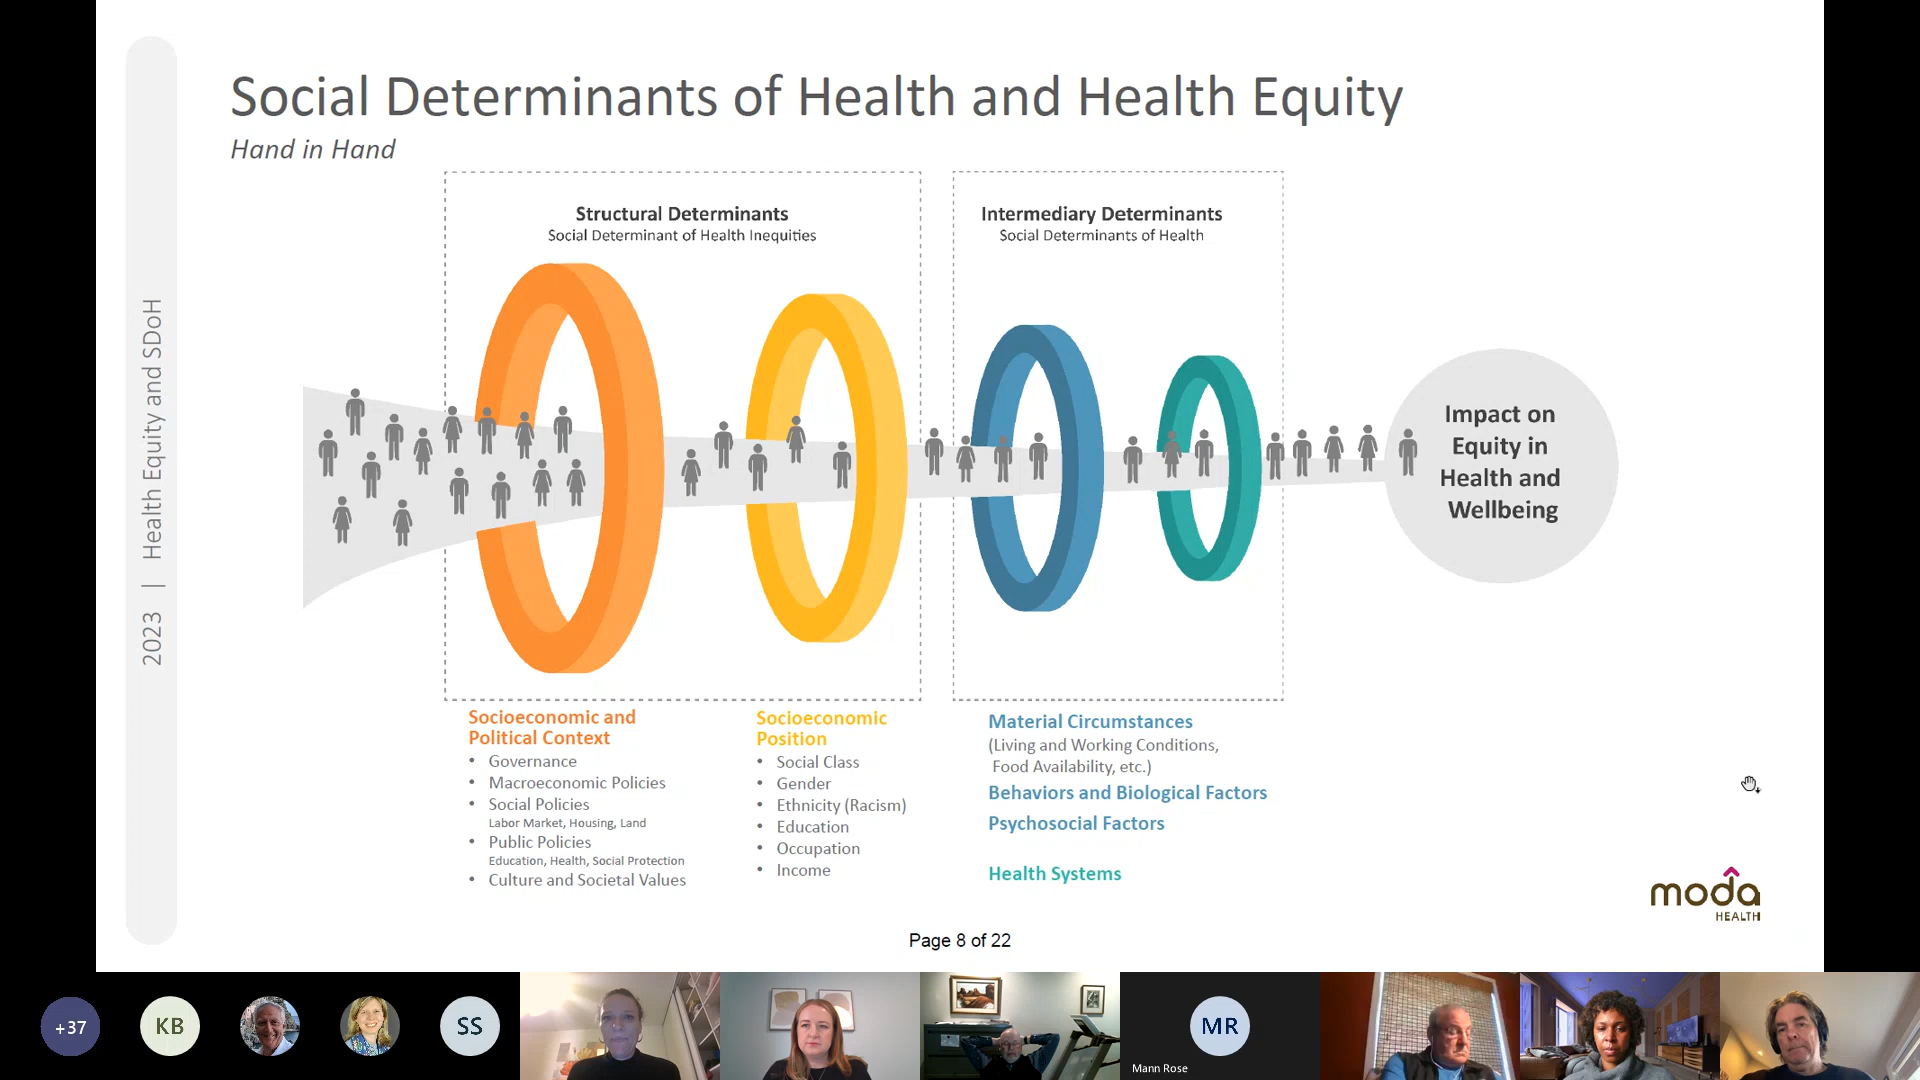 Social Determinants of Health and Health Equity
Hand in Hand
2023 | Health Equity and SDoH
Structural Determinants
Social Determinant of Health Inequities
Intermediary Determinants
Social Determinants of Health
Impact on
Equity in
Health and
Wellbeing
Socioeconomic and
Political Context
• Governance
• Macroeconomic Policies
• Social Policies
Labor Market, Housing, Land
• Public Policies
Education, Health, Social Protection
• Culture and Societal Values
Socioeconomic
Position
• Social Class
• Gender
• Ethnicity (Racism)
• Education
• Occupation
• Income
Material Circumstances
(Living and Working Conditions,
Food Availability, etc.)
Behaviors and Biological Factors
Psychosocial Factors
Health Systems
moda
HEALTH
Page 8 of 22
+37
KB
SS
MR
Mann Rose